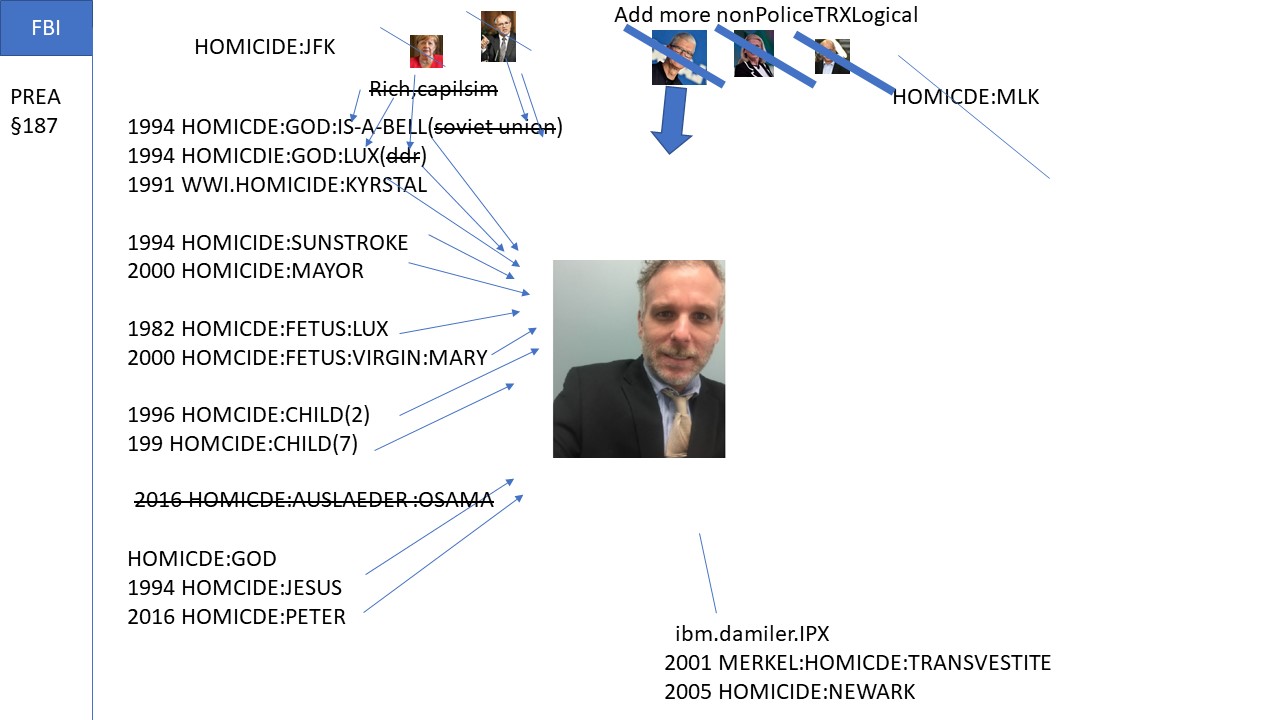 FBI
PREA
§187
HOMICIDE:JFK
Rich,capilsim
Add more nonPoliceTRXLogical
HOMICDE:MLK
1994 HOMICDE:GOD:IS-A-BELL(soviet union)
1994 HOMICDIE:GOD:LUX(ddr)
1991 WWI.HOMICIDE:KYRSTAL
1994 HOMICIDE:SUNSTROKE
2000 HOMICIDE:MAYOR
1982 HOMICDE:FETUS:LUX
2000 HOMCIDE:FETUS:VIRGIN:MARY
1996 HOMCIDE:CHILD(2)
199 HOMCIDE:CHILD(7)
2016 HOMICDE:AUSLAEDER :OSAMA
HOMICDE:GOD
1994 HOMCIDE:JESUS
2016 HOMICDE:PETER
ibm.damiler.IPX
2001 MERKEL:HOMICDE:TRANSVESTITE
2005 HOMICIDE:NEWARK